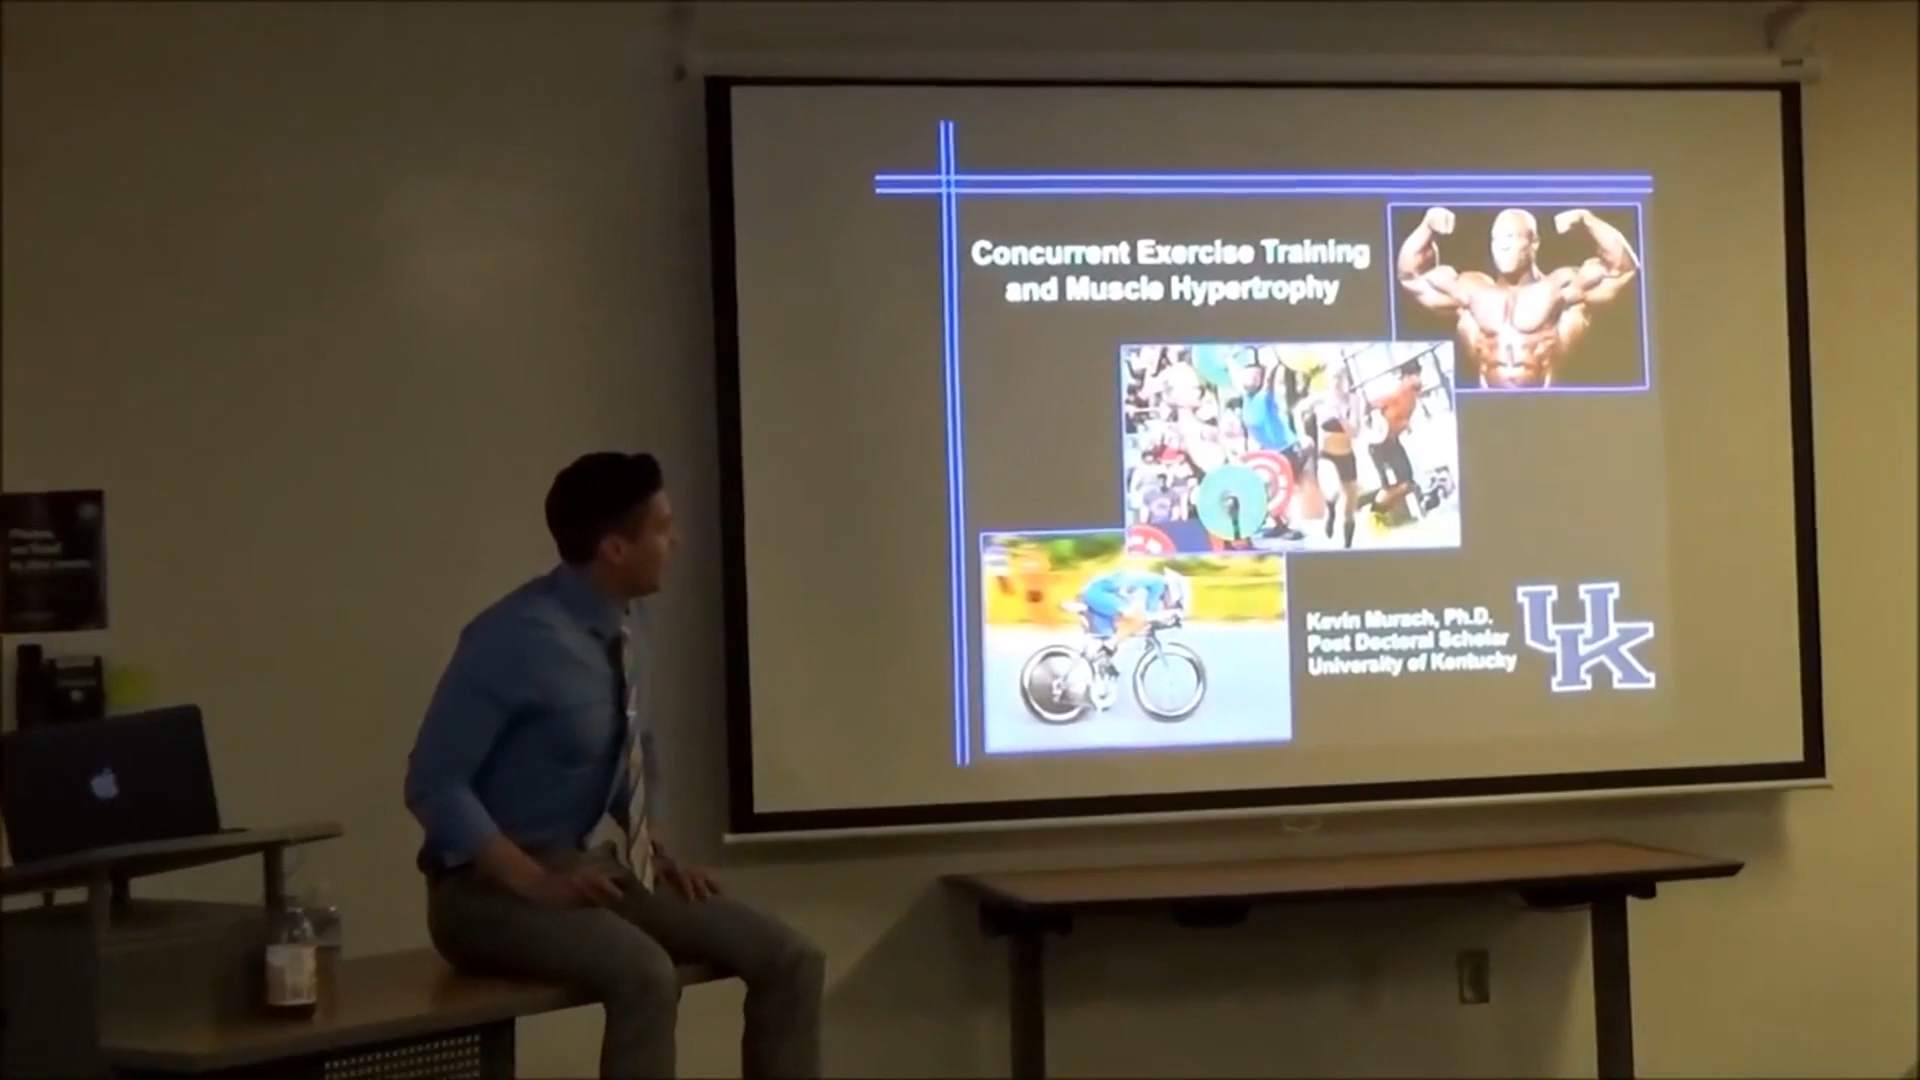 Concurrent Exercise Training
and Muscle Hypertrophy
Kevin Murach, Ph.D.
Post Doctoral Scholar
University of Kentucky
UK